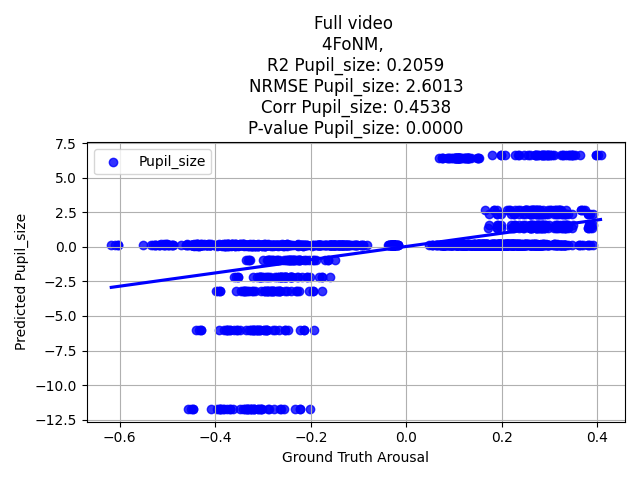 Full video
4FoNM,
R2 Pupil_size: 0.2059
NRMSE Pupil_size: 2.6013
Corr Pupil_size: 0.4538
P-value Pupil_size: 0.0000
Pupil_size
7.5
5.0
2.5
0.0
−2.5
−5.0
−7.5
−10.0
−12.5
Predicted Pupil_size
−0.6
−0.4
−0.2
0.0
0.2
0.4
Ground Truth Arousal